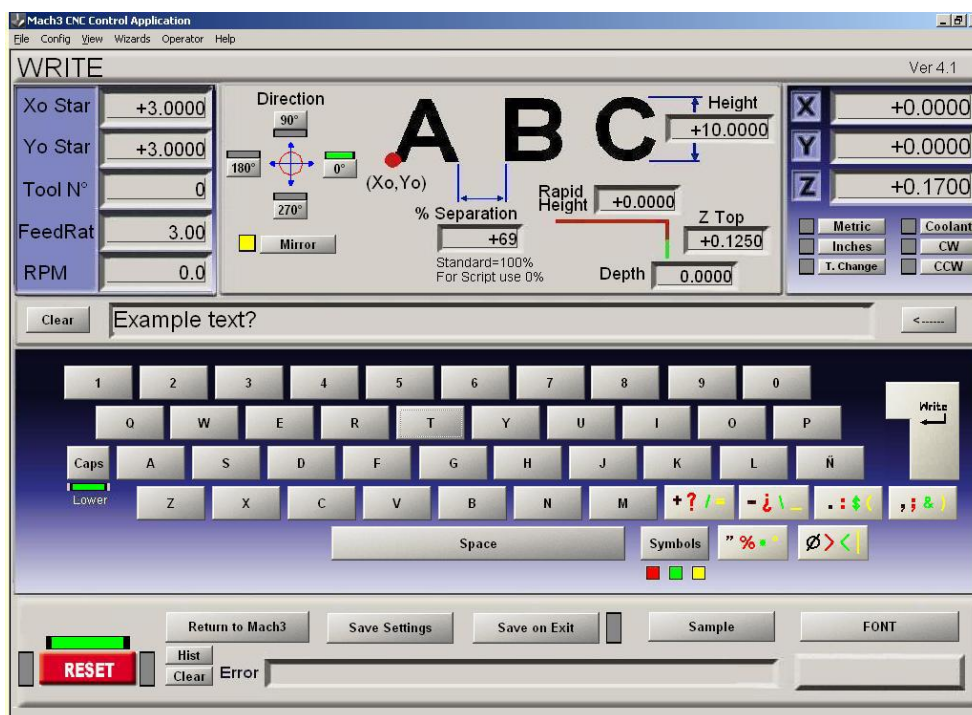 Mach3 CNC Control Application
File Config View Wizards Operator Help
WRITE Ver 4.1
Xo Star +3.0000
Yo Star +3.0000
Tool N° 0
FeedRat 3.00
RPM 0.0
Direction
90°
180° 0°
270°
Mirror
A B C
(Xo,Yo)
Height
+10.0000
% Separation
+69
Standard=100%
For Script use 0%
Rapid
Height +0.0000
Z Top
+0.1250
Depth 0.0000
X +0.0000
Y +0.0000
Z +0.1700
Metric Coolant
Inches CW
T. Change CCW
Clear Example text? <------
1 2 3 4 5 6 7 8 9 0
Q W E R T Y U I O P
Write
Caps A S D F G H J K L Ñ
Lower
Z X C V B N M + ? / = - ¿ \ _ . : $ ( , ; & )
Space Symbols " % • ° Ø > < |
Return to Mach3 Save Settings Save on Exit Sample FONT
RESET
Hist
Clear Error